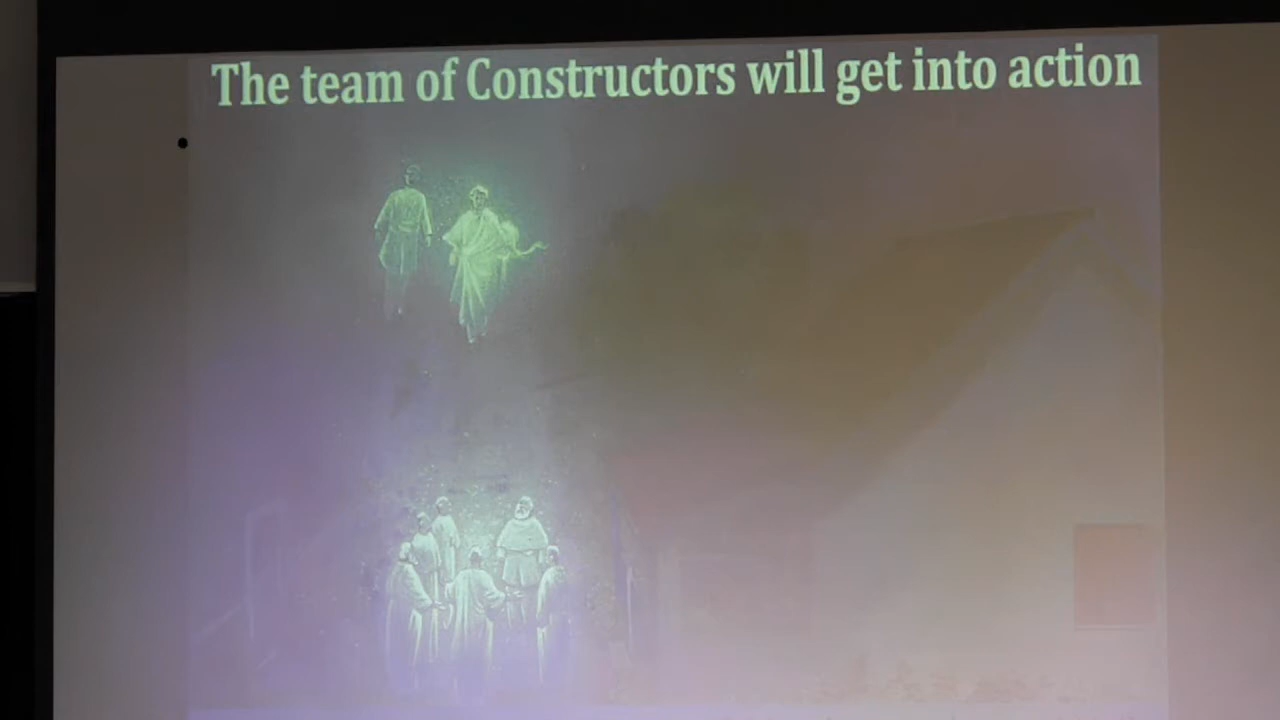 The team of Constructors will get into action